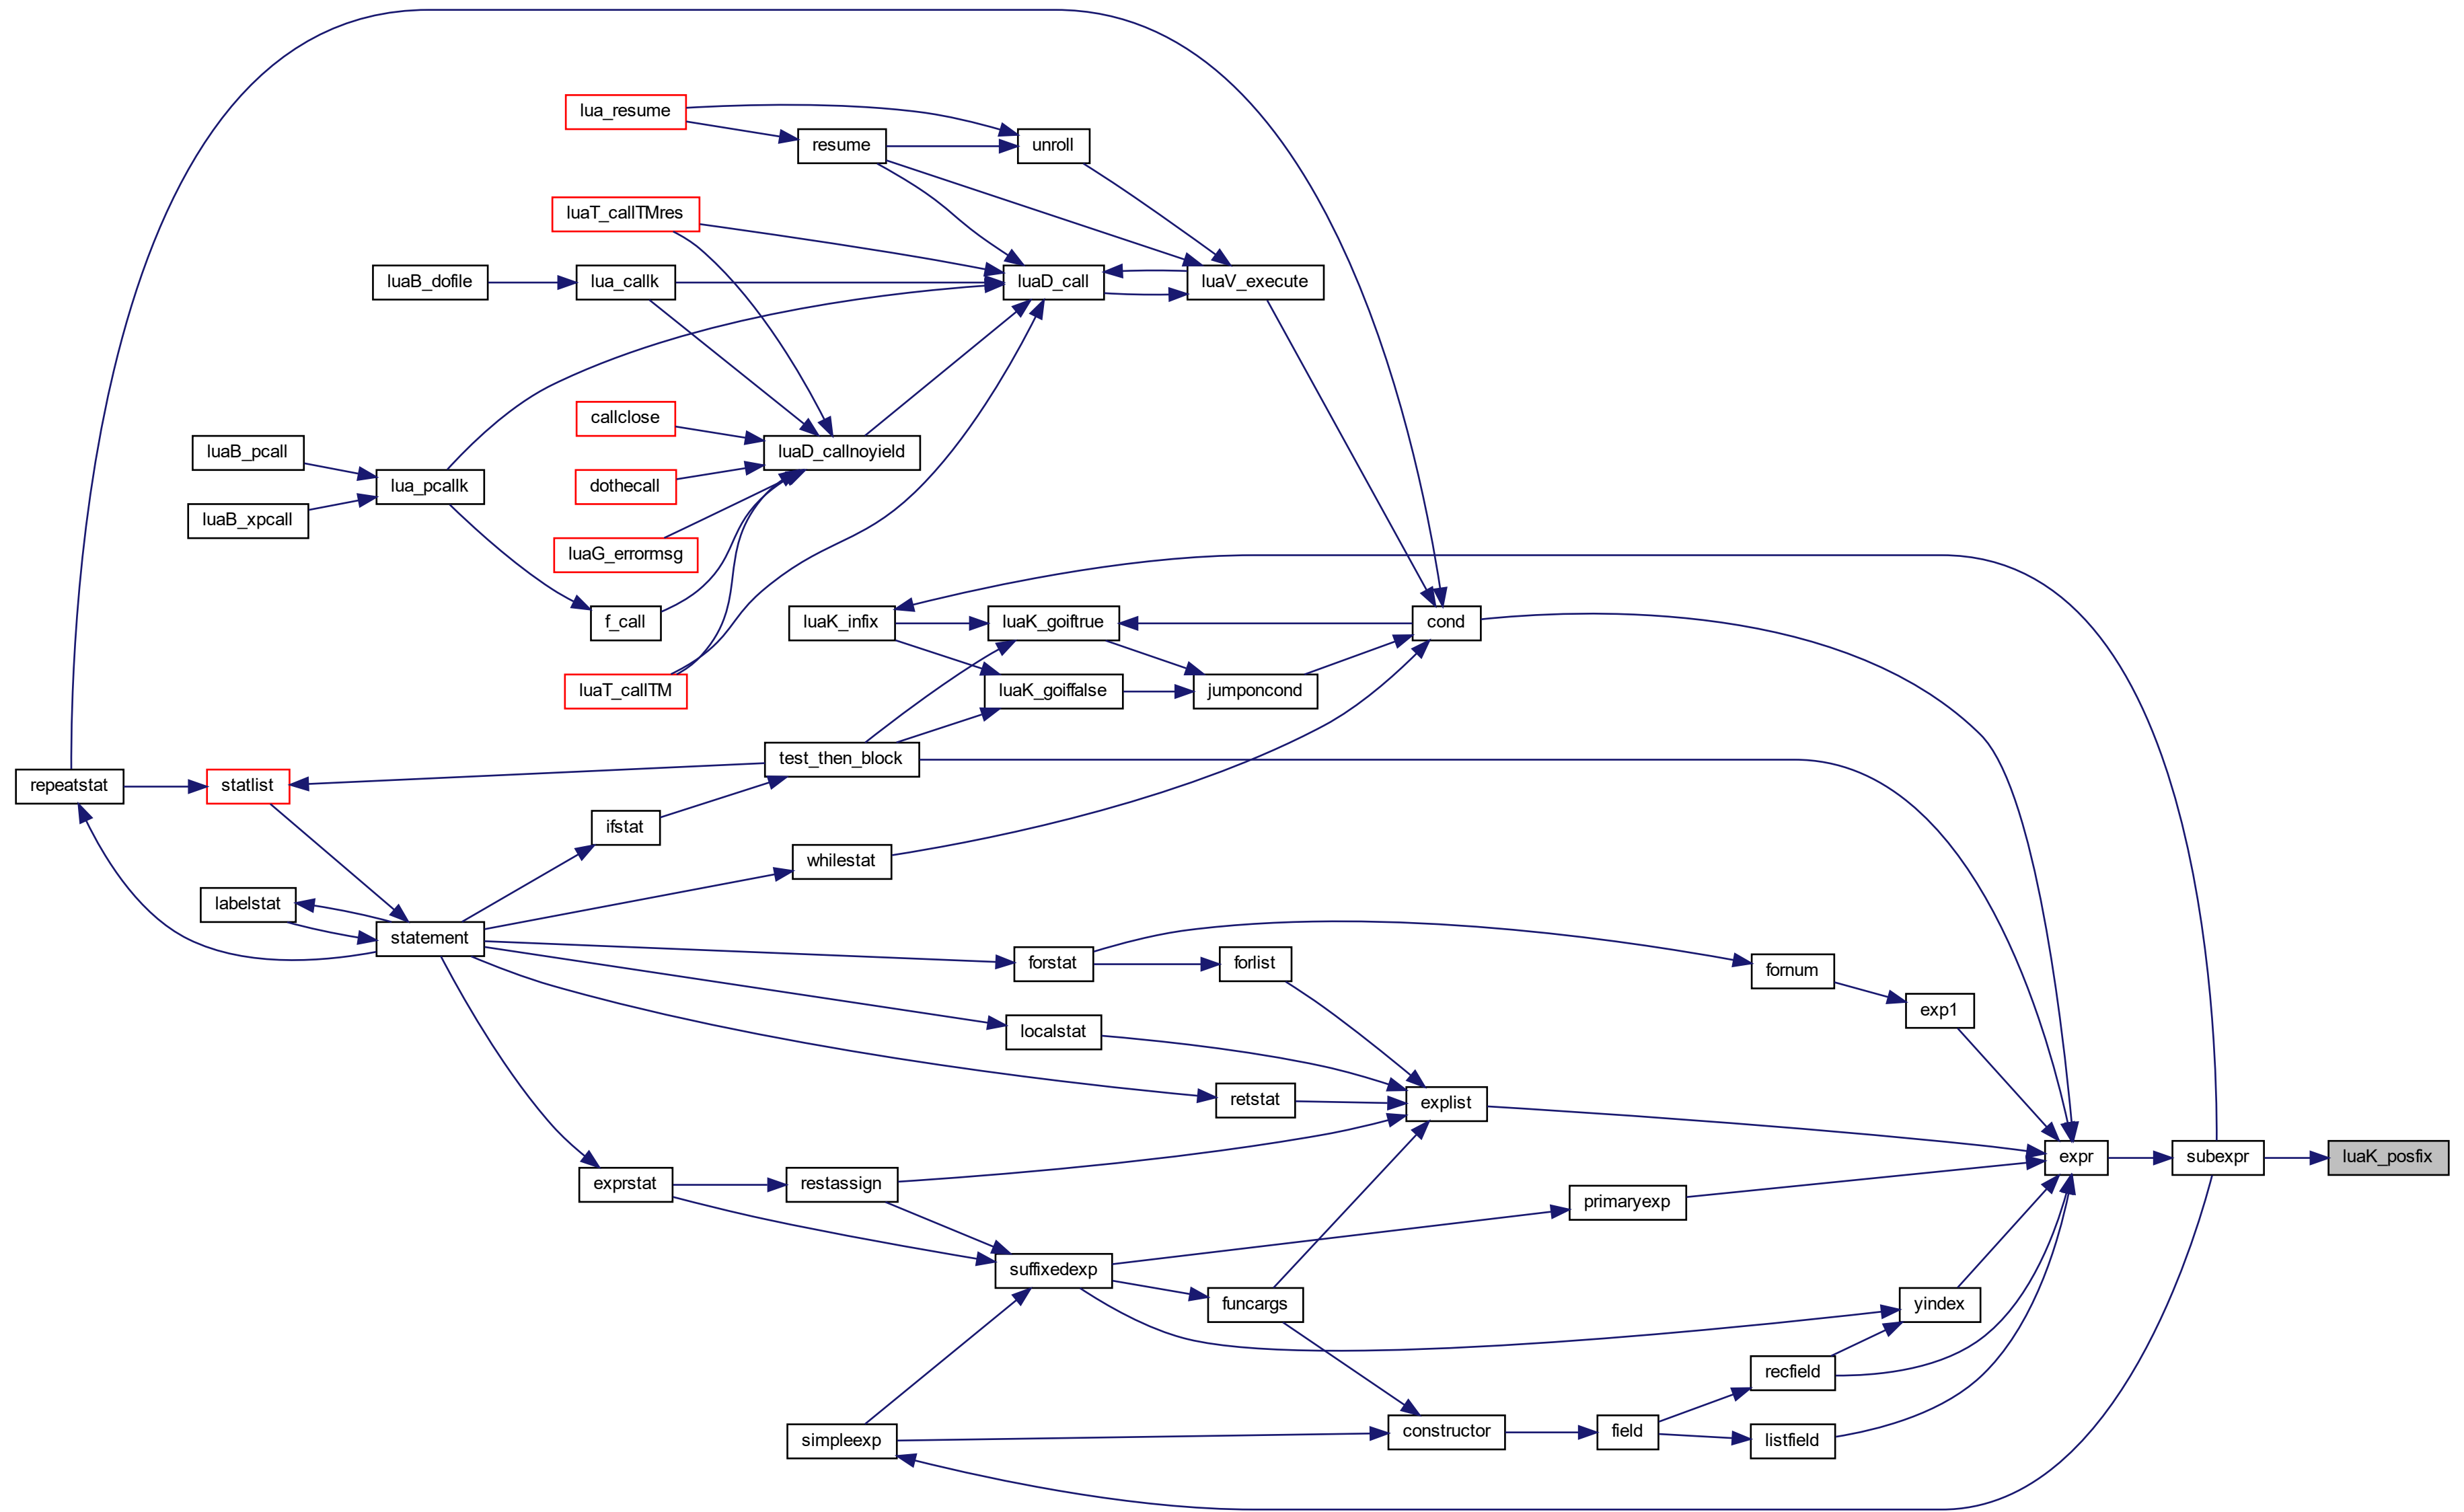 lua_resume
resume
unroll
luaT_callTMres
luaB_dofile
lua_callk
luaD_call
luaV_execute
callclose
luaB_pcall
luaD_callnoyield
lua_pcallk
dothecall
luaB_xpcall
luaG_errormsg
f_call
luaK_infix
luaK_goiftrue
cond
luaT_callTM
luaK_goiffalse
jumponcond
test_then_block
repeatstat
statlist
ifstat
whilestat
labelstat
statement
forstat
forlist
fornum
exp1
localstat
retstat
explist
expr
subexpr
luaK_posfix
exprstat
restassign
primaryexp
suffixedexp
funcargs
yindex
recfield
simpleexp
constructor
field
listfield